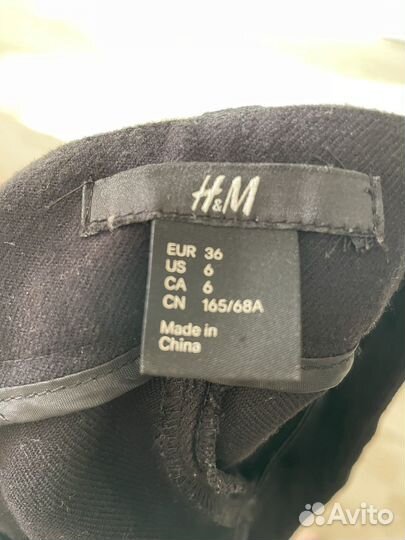 H&M
EUR 36
US 6
CA 6
CN 165/68A
Made in
China
Avito